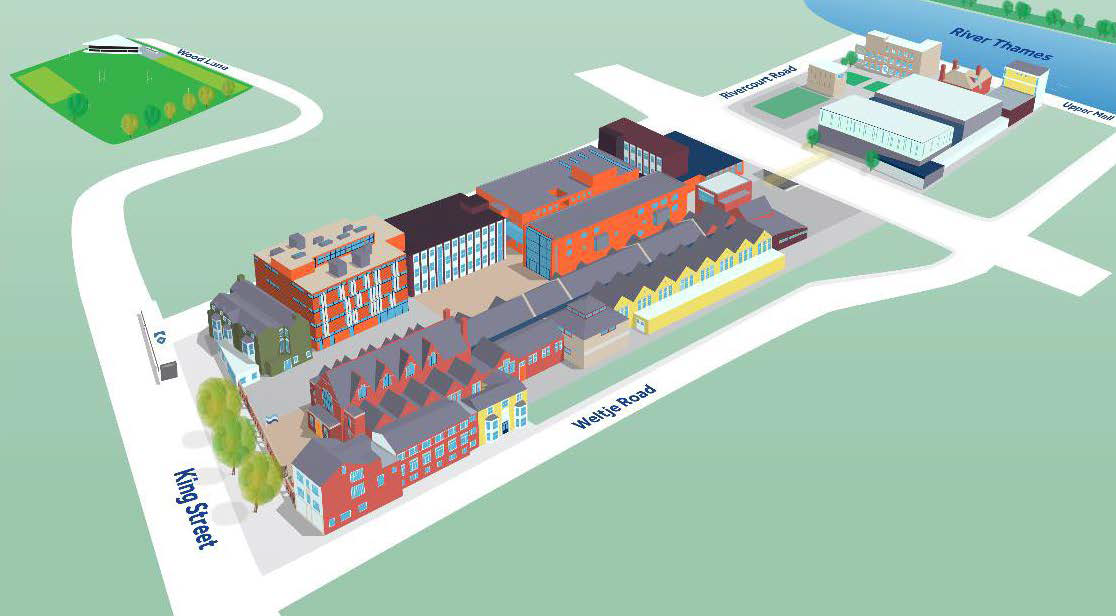 Wood Lane
River Thames
Rivercourt Road
Upper Mall
Weltje Road
King Street